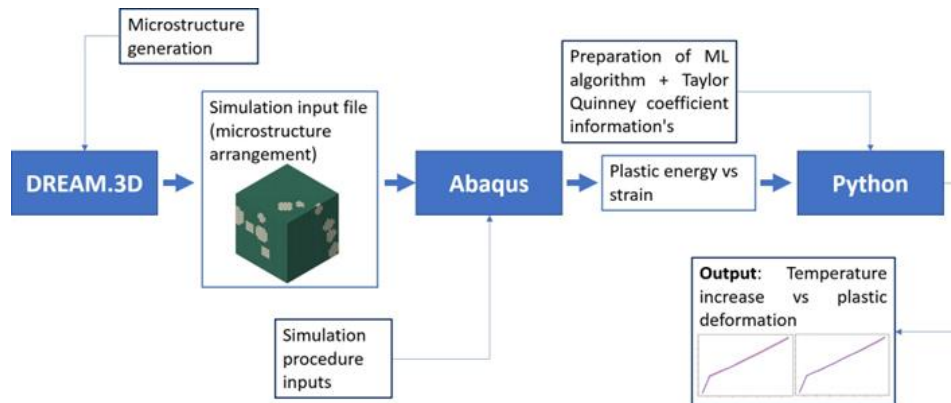 Microstructure
generation
Simulation input file
(microstructure
arrangement)
DREAM.3D
Abaqus
Simulation
procedure
inputs
Plastic energy vs
strain
Preparation of ML
algorithm + Taylor
Quinney coefficient
information's
Python
Output: Temperature
increase vs plastic
deformation